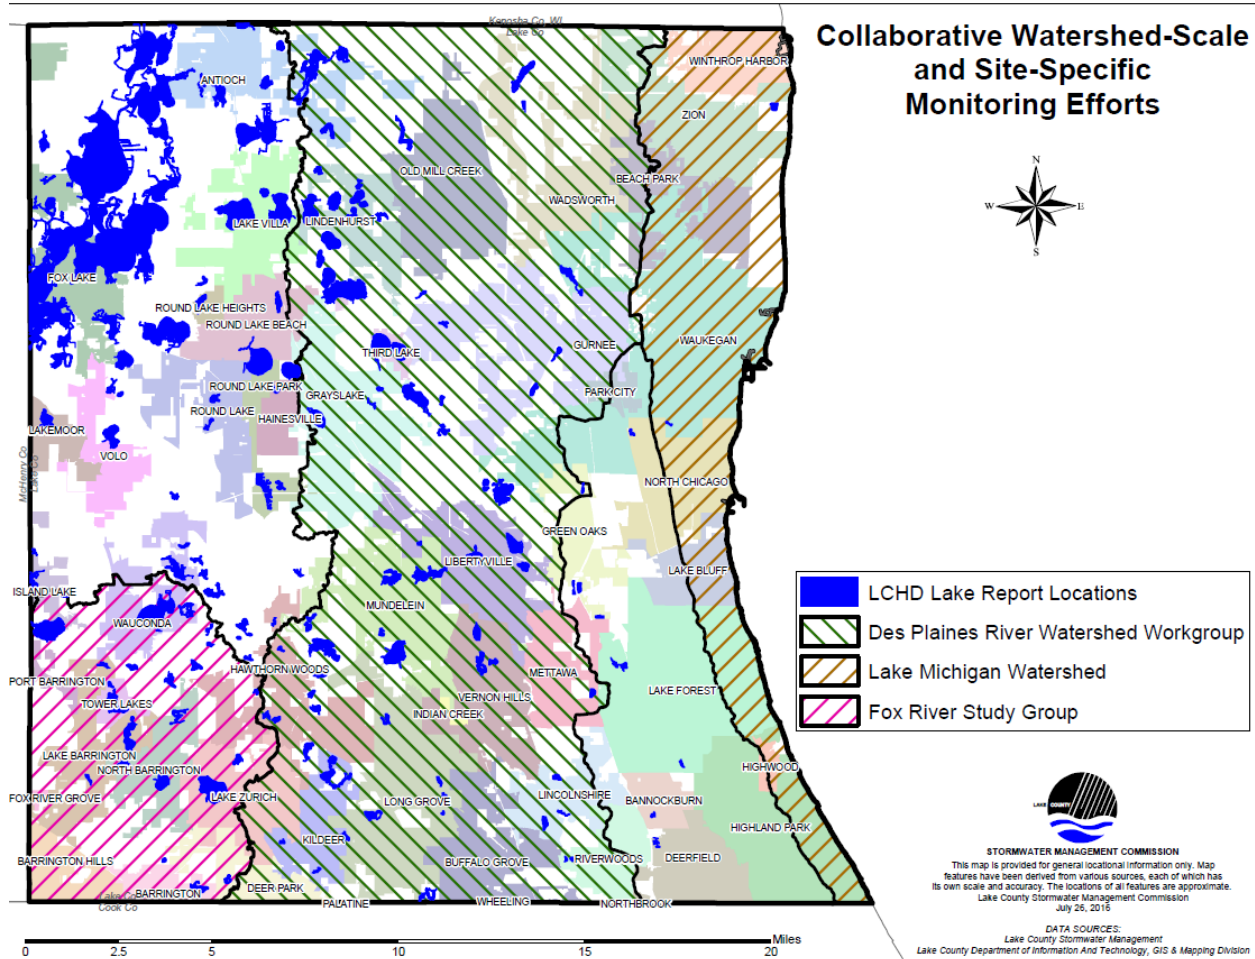 Collaborative Watershed-Scale
and Site-Specific
Monitoring Efforts
Kenosha Co, WI
Lake Co
WINTHROP HARBOR
ANTIOCH
ZION
OLD MILL CREEK
BEACH PARK
WADSWORTH
LAKE VILLA
LINDENHURST
FOX LAKE
ROUND LAKE HEIGHTS
ROUND LAKE BEACH
WAUKEGAN
GURNEE
THIRD LAKE
ROUND LAKE PARK
GRAYSLAKE
PARK CITY
ROUND LAKE
HAINESVILLE
LAKEMOOR
VOLO
McHenry Co
Lake Co
NORTH CHICAGO
GREEN OAKS
LIBERTYVILLE
LAKE BLUFF
ISLAND LAKE
MUNDELEIN
WAUCONDA
HAWTHORN WOODS
METTAWA
PORT BARRINGTON
LAKE FOREST
TOWER LAKES
VERNON HILLS
INDIAN CREEK
LAKE BARRINGTON
NORTH BARRINGTON
HIGHWOOD
FOX RIVER GROVE
LAKE ZURICH
LONG GROVE
LINCOLNSHIRE
BANNOCKBURN
HIGHLAND PARK
KILDEER
BARRINGTON HILLS
BUFFALO GROVE
RIVERWOODS
DEERFIELD
DEER PARK
BARRINGTON
Lake Co
Cook Co
PALATINE
WHEELING
NORTHBROOK
N
W
E
S
LCHD Lake Report Locations
Des Plaines River Watershed Workgroup
Lake Michigan Watershed
Fox River Study Group
LAKE COUNTY
STORMWATER MANAGEMENT COMMISSION
This map is provided for general locational information only. Map
features have been derived from various sources, each of which has
its own scale and accuracy. The locations of all features are approximate.
Lake County Stormwater Management Commission
July 26, 2016
DATA SOURCES:
Lake County Stormwater Management
Lake County Department of Information And Technology, GIS & Mapping Division
Miles
0 2.5 5 10 15 20